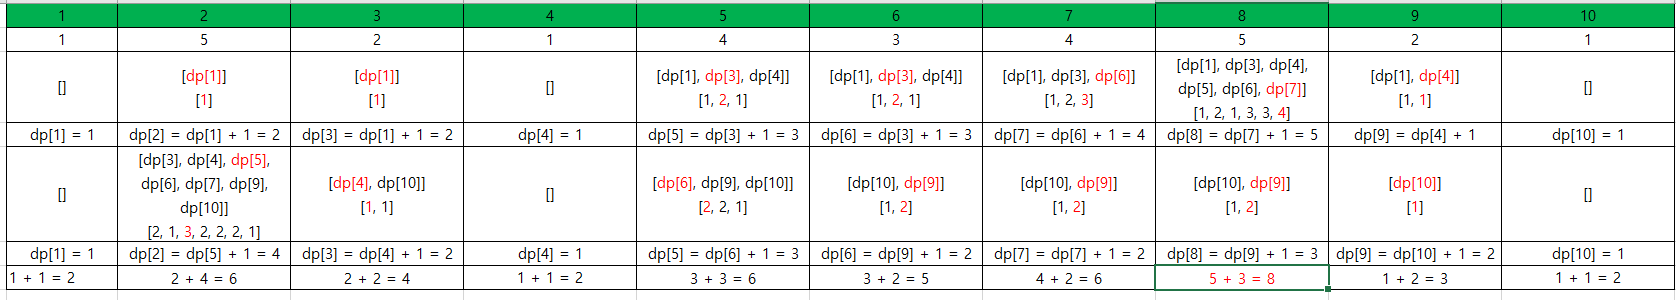 1 2 3 4 5 6 7 8 9 10
1 5 2 1 4 3 4 5 2 1
[]
[dp[1]]
[1]
[dp[1]]
[1]
[]
[dp[1], dp[3], dp[4]]
[1, 2, 1]
[dp[1], dp[3], dp[4]]
[1, 2, 1]
[dp[1], dp[3], dp[6]]
[1, 2, 3]
[dp[1], dp[3], dp[4],
dp[5], dp[6], dp[7]]
[1, 2, 1, 3, 3, 4]
[dp[1], dp[4]]
[1, 1]
[]
dp[1] = 1 dp[2] = dp[1] + 1 = 2 dp[3] = dp[1] + 1 = 2 dp[4] = 1 dp[5] = dp[3] + 1 = 3 dp[6] = dp[3] + 1 = 3 dp[7] = dp[6] + 1 = 4 dp[8] = dp[7] + 1 = 5 dp[9] = dp[4] + 1 dp[10] = 1
[]
[dp[3], dp[4], dp[5],
dp[6], dp[7], dp[9],
dp[10]]
[2, 1, 3, 2, 2, 2, 1]
[dp[4], dp[10]]
[1, 1]
[]
[dp[6], dp[9], dp[10]]
[2, 2, 1]
[dp[10], dp[9]]
[1, 2]
[dp[10], dp[9]]
[1, 2]
[dp[10], dp[9]]
[1, 2]
[dp[10]]
[1]
[]
dp[1] = 1 dp[2] = dp[5] + 1 = 4 dp[3] = dp[4] + 1 = 2 dp[4] = 1 dp[5] = dp[6] + 1 = 3 dp[6] = dp[9] + 1 = 2 dp[7] = dp[7] + 1 = 2 dp[8] = dp[9] + 1 = 3 dp[9] = dp[10] + 1 = 2 dp[10] = 1
1 + 1 = 2 2 + 4 = 6 2 + 2 = 4 1 + 1 = 2 3 + 3 = 6 3 + 2 = 5 4 + 2 = 6 5 + 3 = 8 1 + 2 = 3 1 + 1 = 2